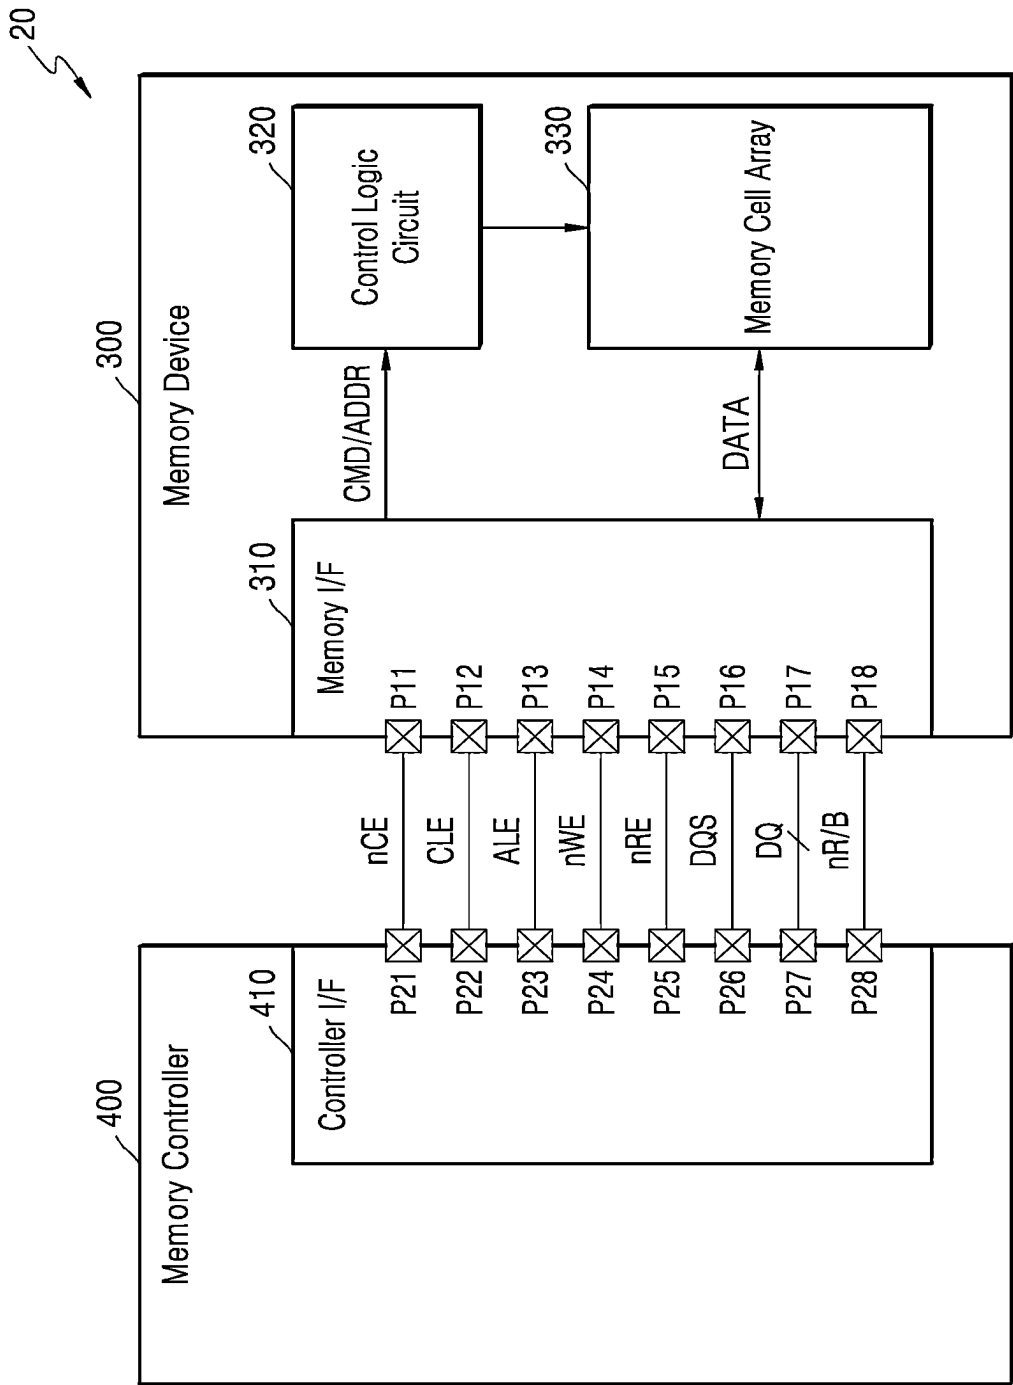 20
400
Memory Controller
410
Controller I/F
P21
P22
P23
P24
P25
P26
P27
P28
nCE
CLE
ALE
nWE
nRE
DQS
DQ
nR/B
300
Memory Device
310
Memory I/F
P11
P12
P13
P14
P15
P16
P17
P18
CMD/ADDR
DATA
320
Control Logic
Circuit
330
Memory Cell Array